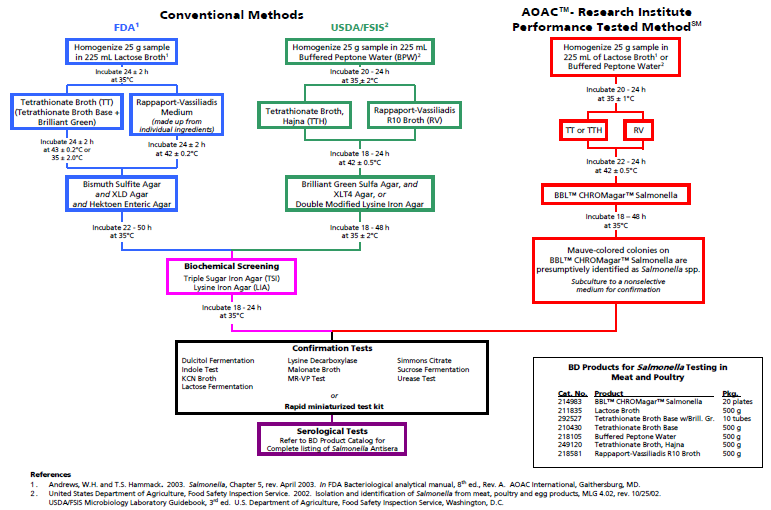 Conventional Methods
FDA¹
Homogenize 25 g sample
in 225 mL Lactose Broth¹
Incubate 24 ± 2 h
at 35°C
Tetrathionate Broth (TT)
(Tetrathionate Broth Base +
Brilliant Green)
Rappaport-Vassiliadis
Medium
(made up from
individual ingredients)
Incubate 24 ± 2 h
at 43 ± 0.2°C or
35 ± 2.0°C
Incubate 24 ± 2 h
at 42 ± 0.2°C
Bismuth Sulfite Agar
and XLD Agar
and Hektoen Enteric Agar
Incubate 22 - 50 h
at 35°C
USDA/FSIS²
Homogenize 25 g sample in 225 mL
Buffered Peptone Water (BPW)²
Incubate 20 - 24 h
at 35 ± 2°C
Tetrathionate Broth,
Hajna (TTH)
Rappaport-Vassiliadis
R10 Broth (RV)
Incubate 18 - 24 h
at 42 ± 0.5°C
Brilliant Green Sulfa Agar, and
XLT4 Agar, or
Double Modified Lysine Iron Agar
Incubate 18 - 48 h
at 35 ± 2°C
Biochemical Screening
Triple Sugar Iron Agar (TSI)
Lysine Iron Agar (LIA)
Incubate 18 - 24 h
at 35°C
AOAC™- Research Institute
Performance Tested Method℠
Homogenize 25 g sample in
225 mL of Lactose Broth¹ or
Buffered Peptone Water²
Incubate 20 - 24 h
at 35 ± 1°C
TT or TTH
RV
Incubate 22 - 24 h
at 42 ± 0.5°C
BBL™ CHROMagar™ Salmonella
Incubate 18 – 48 h
at 35°C
Mauve-colored colonies on
BBL™ CHROMagar™ Salmonella are
presumptively identified as Salmonella spp.
Subculture to a nonselective
medium for confirmation
Confirmation Tests
Dulcitol Fermentation Lysine Decarboxylase Simmons Citrate
Indole Test Malonate Broth Sucrose Fermentation
KCN Broth MR-VP Test Urease Test
Lactose Fermentation
or
Rapid miniaturized test kit
Serological Tests
Refer to BD Product Catalog for
Complete listing of Salmonella Antisera
BD Products for Salmonella Testing in
Meat and Poultry
Cat. No. Product Pkg.
214983 BBL™ CHROMagar™ Salmonella 20 plates
211835 Lactose Broth 500 g
292527 Tetrathionate Broth Base w/Brill. Gr. 10 tubes
210430 Tetrathionate Broth Base 500 g
218105 Buffered Peptone Water 500 g
249120 Tetrathionate Broth, Hajna 500 g
218581 Rappaport-Vassiliadis R10 Broth 500 g
References
1. Andrews, W.H. and T.S. Hammack. 2003. Salmonella, Chapter 5, rev. April 2003. In FDA Bacteriological analytical manual, 8th ed., Rev. A. AOAC International, Gaithersburg, MD.
2. United States Department of Agriculture, Food Safety Inspection Service. 2002. Isolation and identification of Salmonella from meat, poultry and egg products, MLG 4.02, rev. 10/25/02.
USDA/FSIS Microbiology Laboratory Guidebook, 3rd ed. U.S. Department of Agriculture, Food Safety Inspection Service, Washington, D.C.